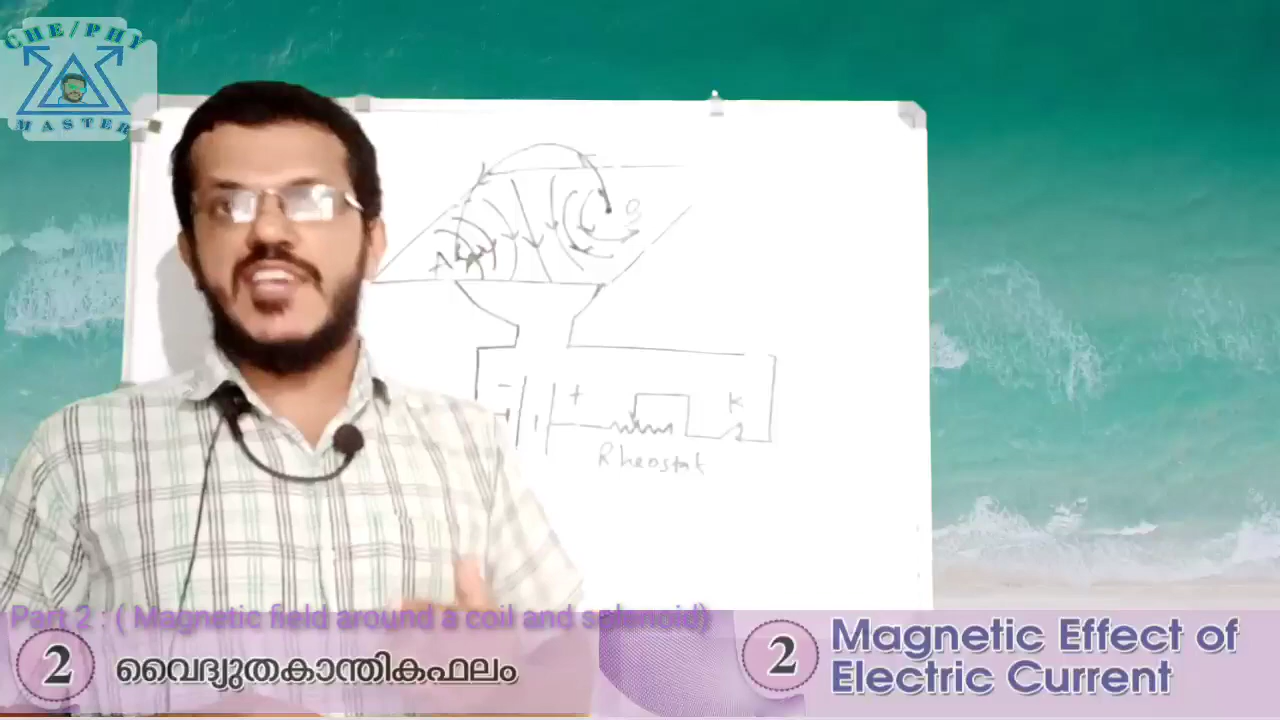 CHE/PHY
MASTER
B
A
- +
K
Rheostat
Part 2 : ( Magnetic field around a coil and solenoid)
2 വൈദ്യുതകാന്തികഫലം
2 Magnetic Effect of
Electric Current